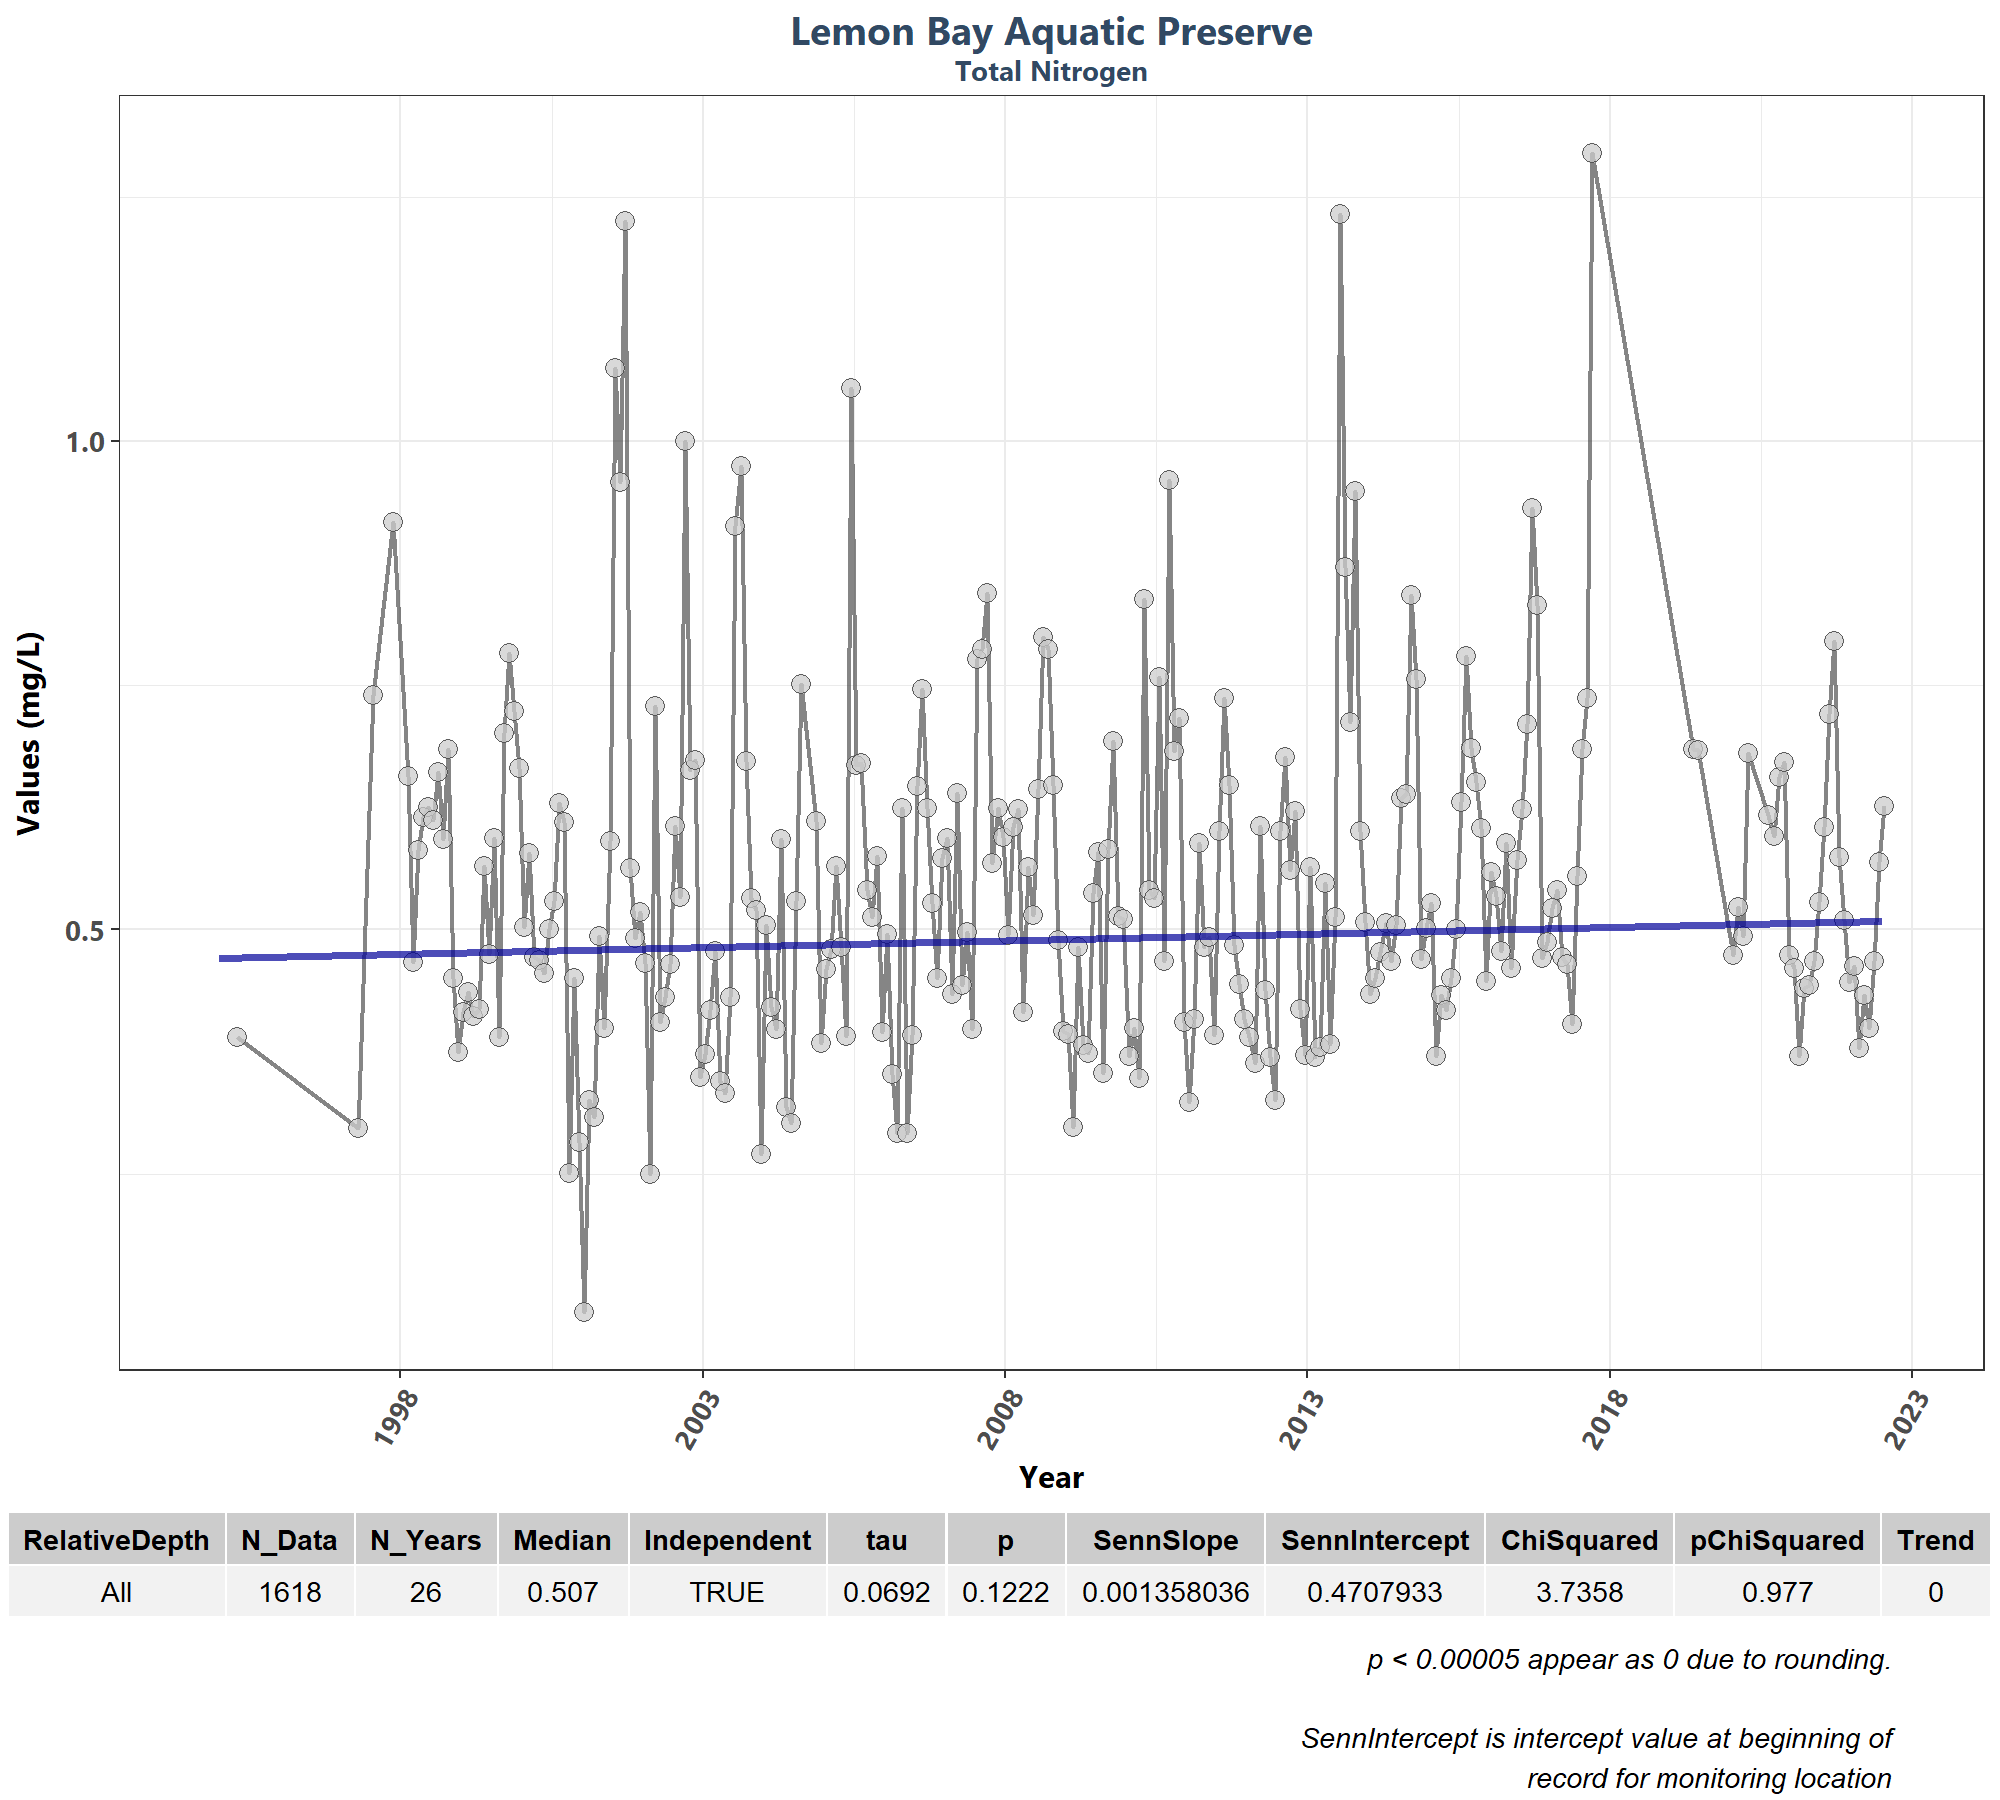 Lemon Bay Aquatic Preserve
Total Nitrogen
Values (mg/L)
1.0
0.5
1998 2003 2008 2013 2018 2023
Year
RelativeDepth N_Data N_Years Median Independent tau p SennSlope SennIntercept ChiSquared pChiSquared Trend
All 1618 26 0.507 TRUE 0.0692 0.1222 0.001358036 0.4707933 3.7358 0.977 0
p < 0.00005 appear as 0 due to rounding.
SennIntercept is intercept value at beginning of
record for monitoring location